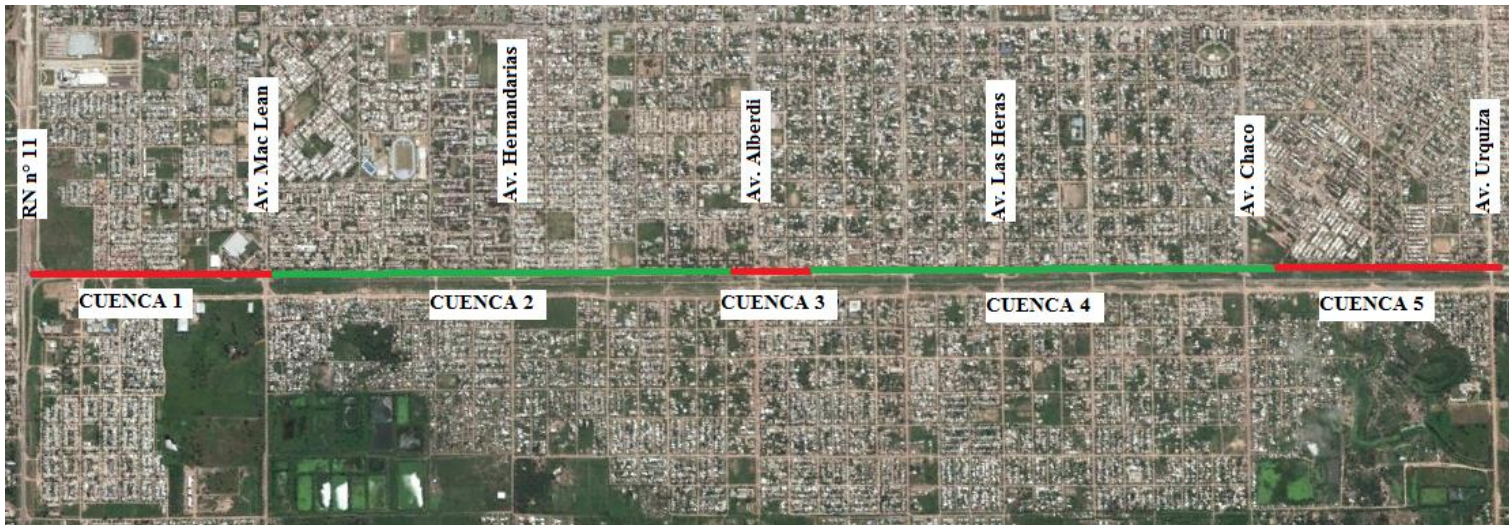 RN n° 11
Av. Mac Lean
Av. Hernandarias
Av. Alberdi
Av. Las Heras
Av. Chaco
Av. Urquiza
CUENCA 1
CUENCA 2
CUENCA 3
CUENCA 4
CUENCA 5